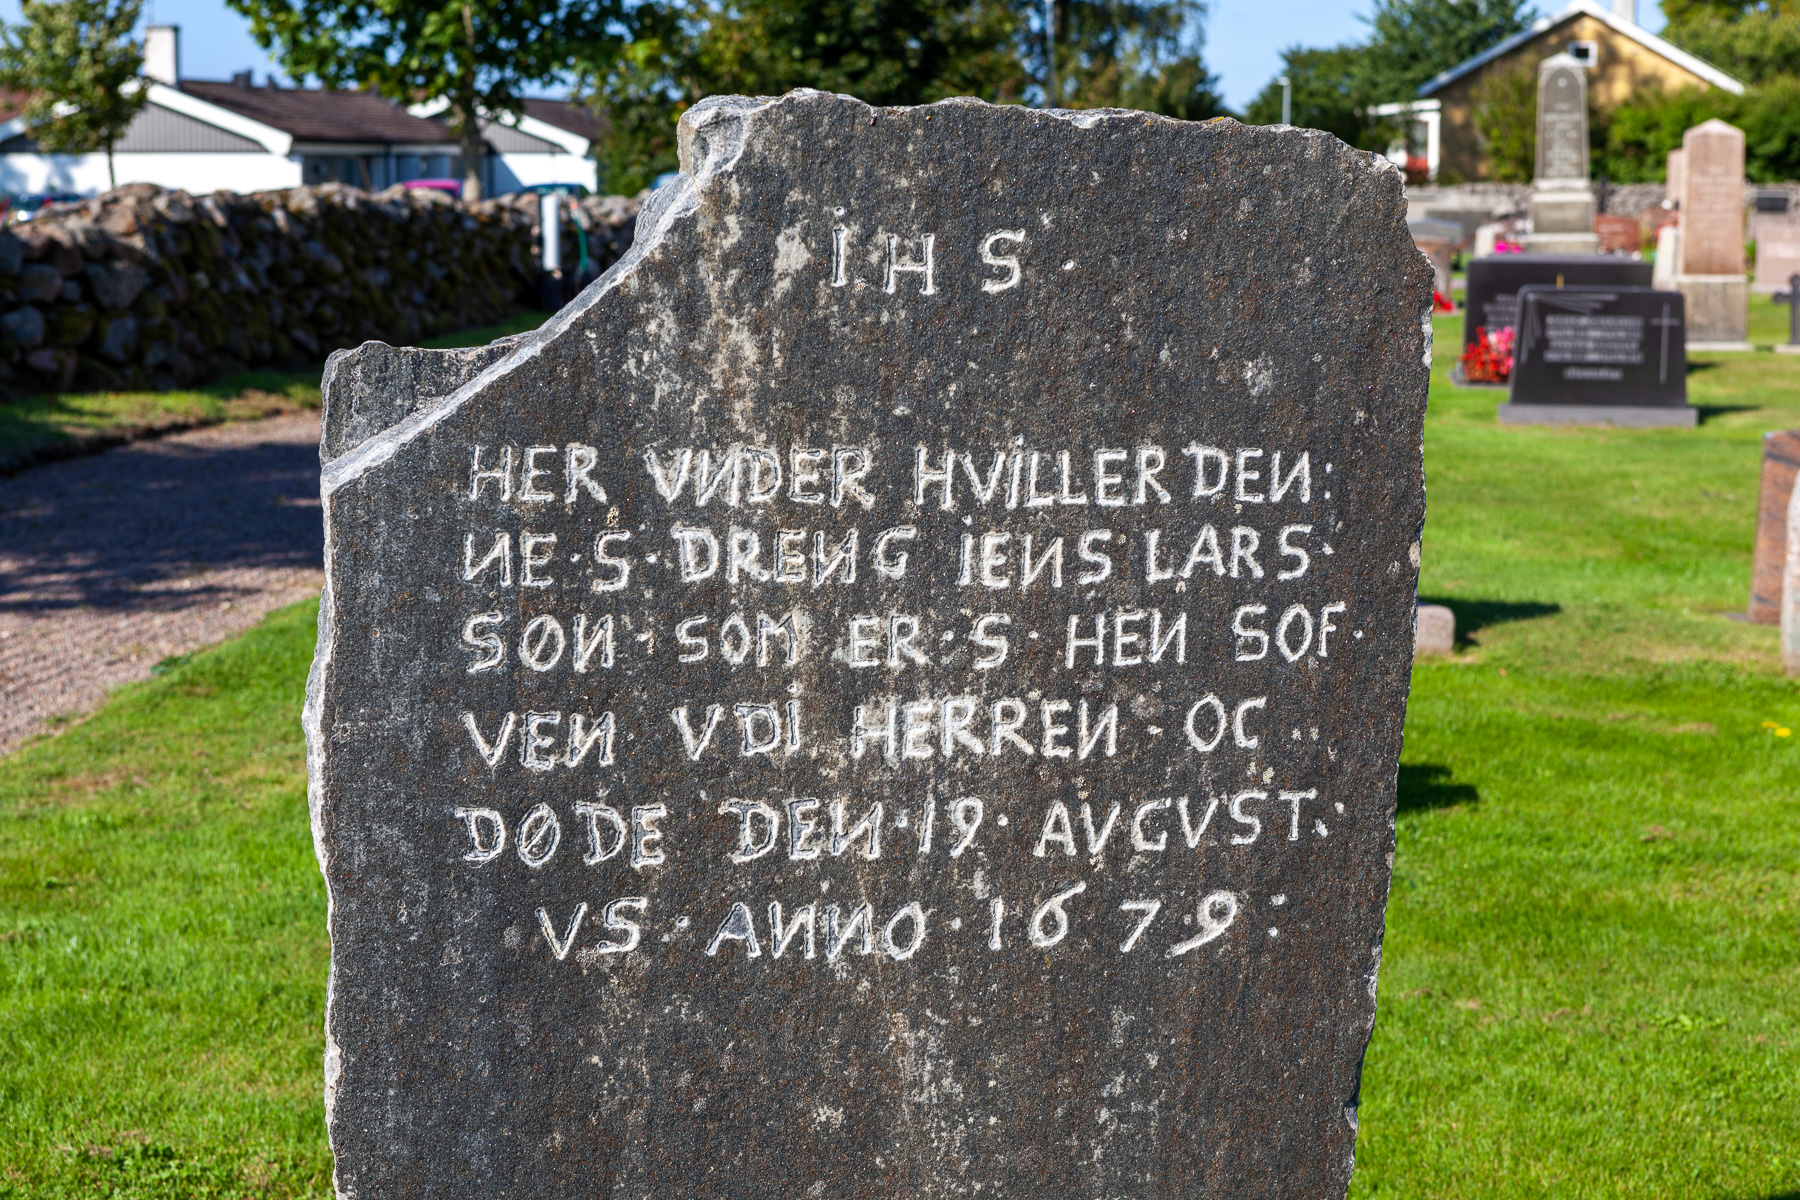 iHS·
HER VNDER HViLLER DEN:
NE·S·DRENG iENS LARS:
SØN· SOM ER·S· HEN SOF·
VEN VDi HERREN· OC··
DØDE DEN·19· AVGVST:
VS·ANNO·1679: